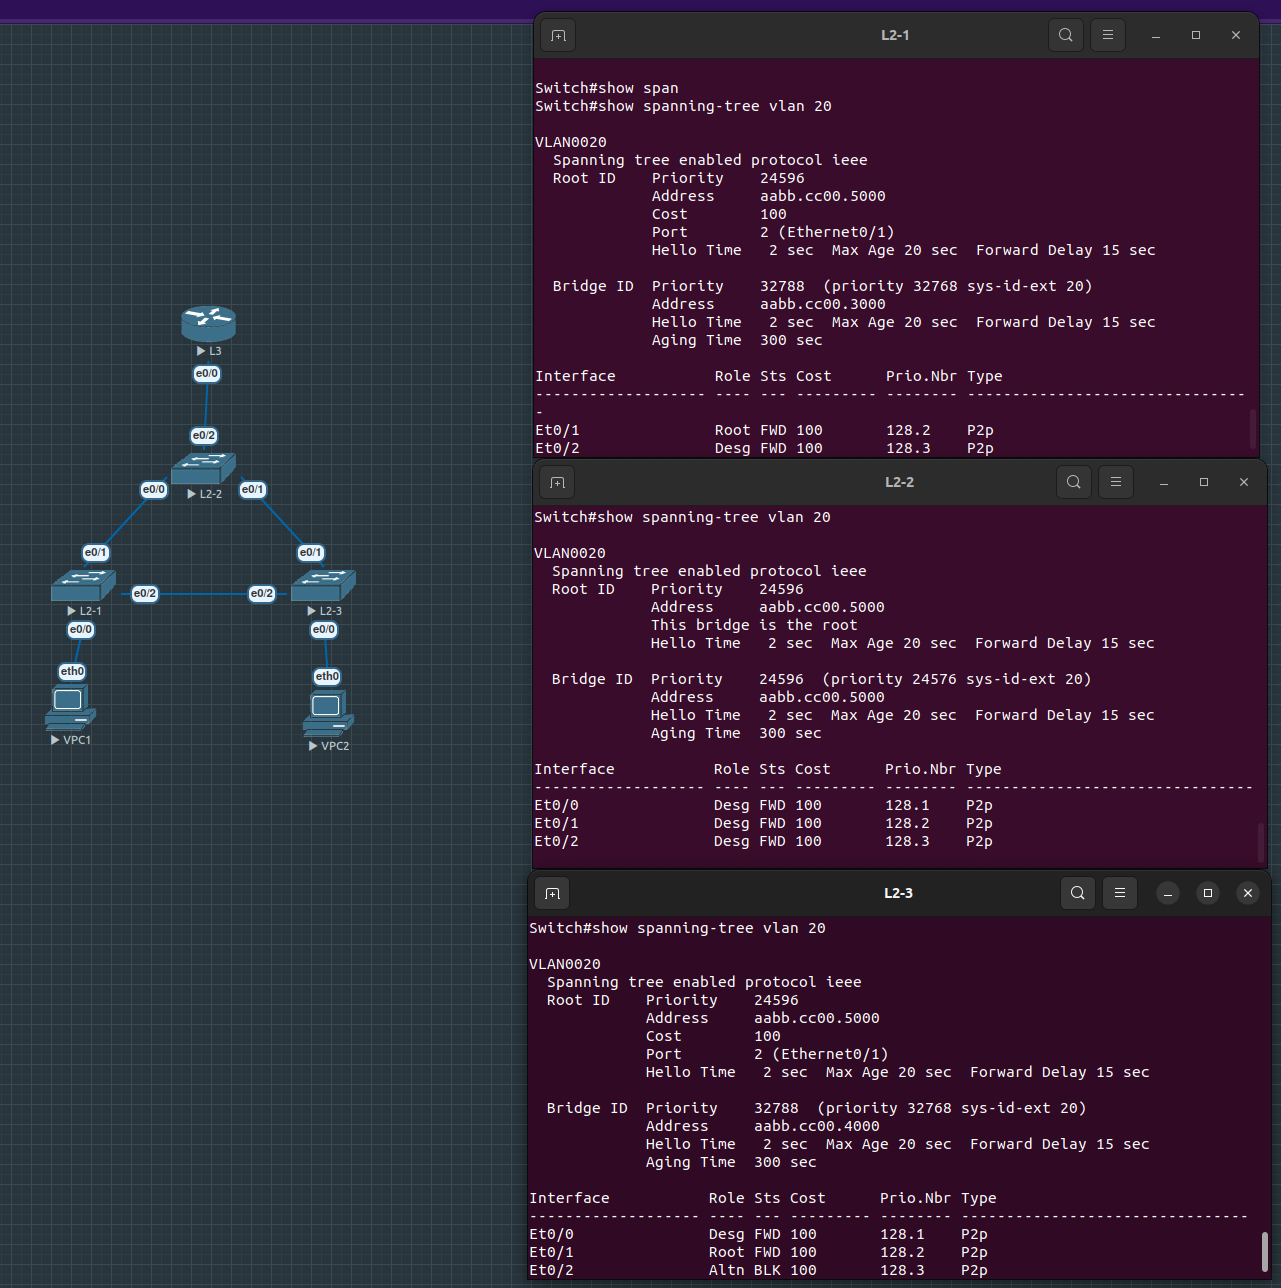 L3
e0/0
e0/2
L2-2
e0/0
e0/1
e0/1
e0/1
e0/2
e0/2
L2-1
L2-3
e0/0
e0/0
eth0
eth0
VPC1
VPC2
L2-1
Switch#show span
Switch#show spanning-tree vlan 20
VLAN0020
Spanning tree enabled protocol ieee
Root ID Priority 24596
Address aabb.cc00.5000
Cost 100
Port 2 (Ethernet0/1)
Hello Time 2 sec Max Age 20 sec Forward Delay 15 sec
Bridge ID Priority 32788 (priority 32768 sys-id-ext 20)
Address aabb.cc00.3000
Hello Time 2 sec Max Age 20 sec Forward Delay 15 sec
Aging Time 300 sec
Interface Role Sts Cost Prio.Nbr Type
------------------- ---- --- --------- -------- -------------------------------
-
Et0/1 Root FWD 100 128.2 P2p
Et0/2 Desg FWD 100 128.3 P2p
L2-2
Switch#show spanning-tree vlan 20
VLAN0020
Spanning tree enabled protocol ieee
Root ID Priority 24596
Address aabb.cc00.5000
This bridge is the root
Hello Time 2 sec Max Age 20 sec Forward Delay 15 sec
Bridge ID Priority 24596 (priority 24576 sys-id-ext 20)
Address aabb.cc00.5000
Hello Time 2 sec Max Age 20 sec Forward Delay 15 sec
Aging Time 300 sec
Interface Role Sts Cost Prio.Nbr Type
------------------- ---- --- --------- -------- --------------------------------
Et0/0 Desg FWD 100 128.1 P2p
Et0/1 Desg FWD 100 128.2 P2p
Et0/2 Desg FWD 100 128.3 P2p
L2-3
Switch#show spanning-tree vlan 20
VLAN0020
Spanning tree enabled protocol ieee
Root ID Priority 24596
Address aabb.cc00.5000
Cost 100
Port 2 (Ethernet0/1)
Hello Time 2 sec Max Age 20 sec Forward Delay 15 sec
Bridge ID Priority 32788 (priority 32768 sys-id-ext 20)
Address aabb.cc00.4000
Hello Time 2 sec Max Age 20 sec Forward Delay 15 sec
Aging Time 300 sec
Interface Role Sts Cost Prio.Nbr Type
------------------- ---- --- --------- -------- --------------------------------
Et0/0 Desg FWD 100 128.1 P2p
Et0/1 Root FWD 100 128.2 P2p
Et0/2 Altn BLK 100 128.3 P2p